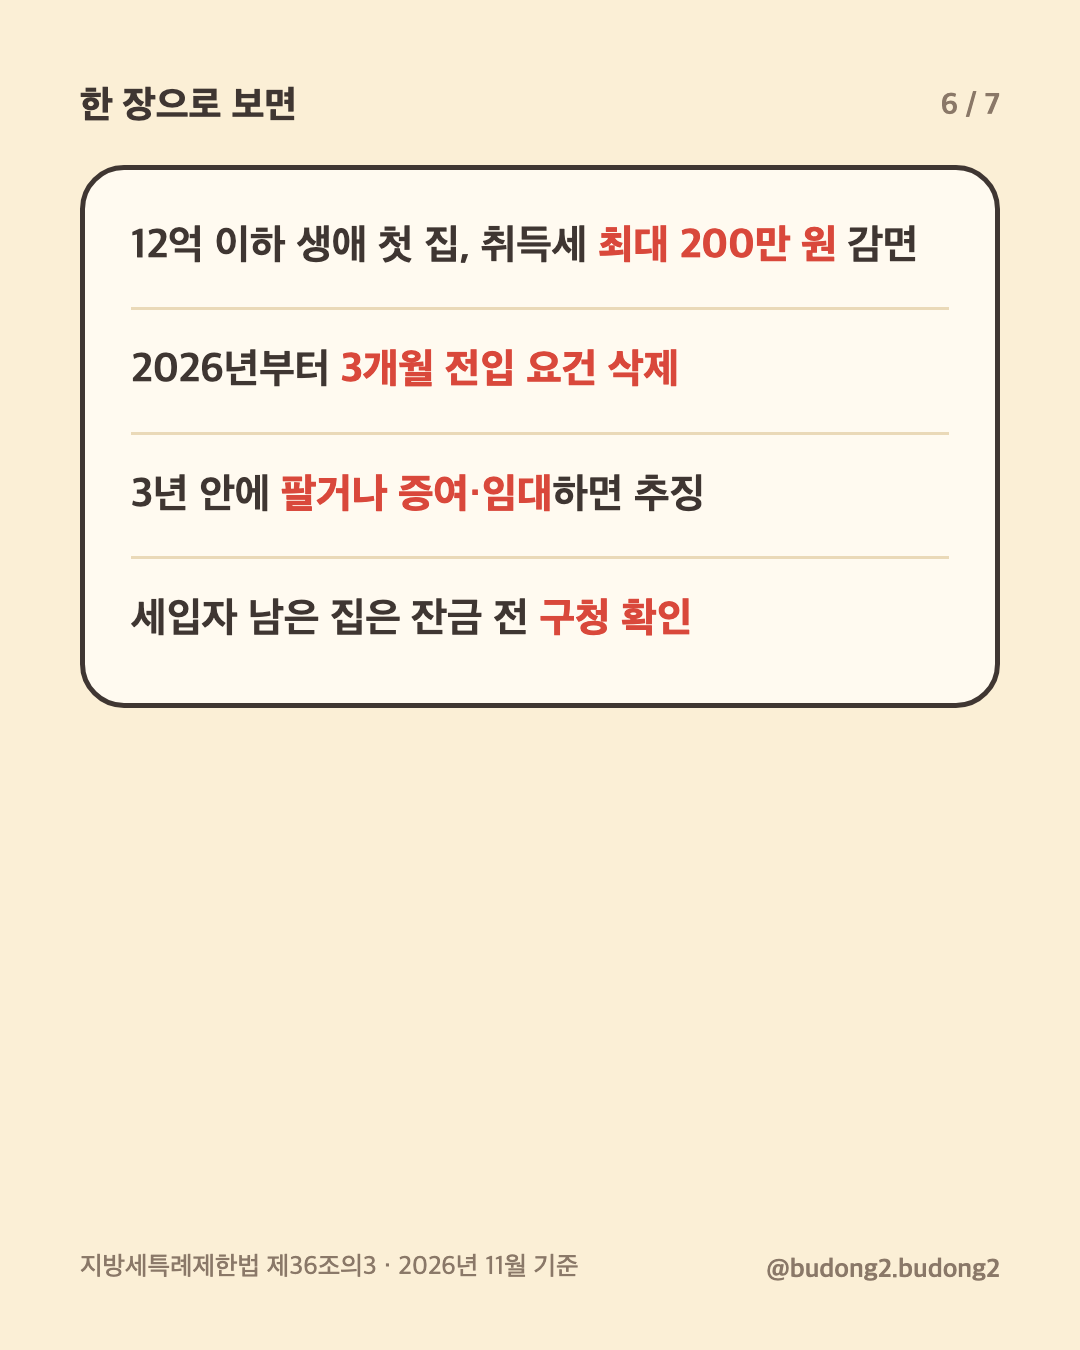 한 장으로 보면
6 / 7
12억 이하 생애 첫 집, 취득세 최대 200만 원 감면
2026년부터 3개월 전입 요건 삭제
3년 안에 팔거나 증여·임대하면 추징
세입자 남은 집은 잔금 전 구청 확인
지방세특례제한법 제36조의3 · 2026년 11월 기준
@budong2.budong2